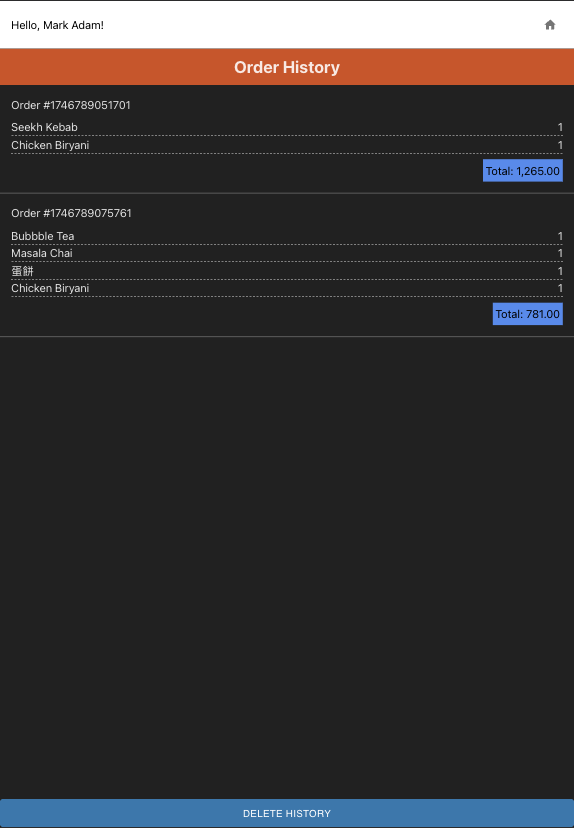 Hello, Mark Adam!
Order History
Order #1746789051701
Seekh Kebab 1
Chicken Biryani 1
Total: 1,265.00
Order #1746789075761
Bubbble Tea 1
Masala Chai 1
蛋餅 1
Chicken Biryani 1
Total: 781.00
DELETE HISTORY